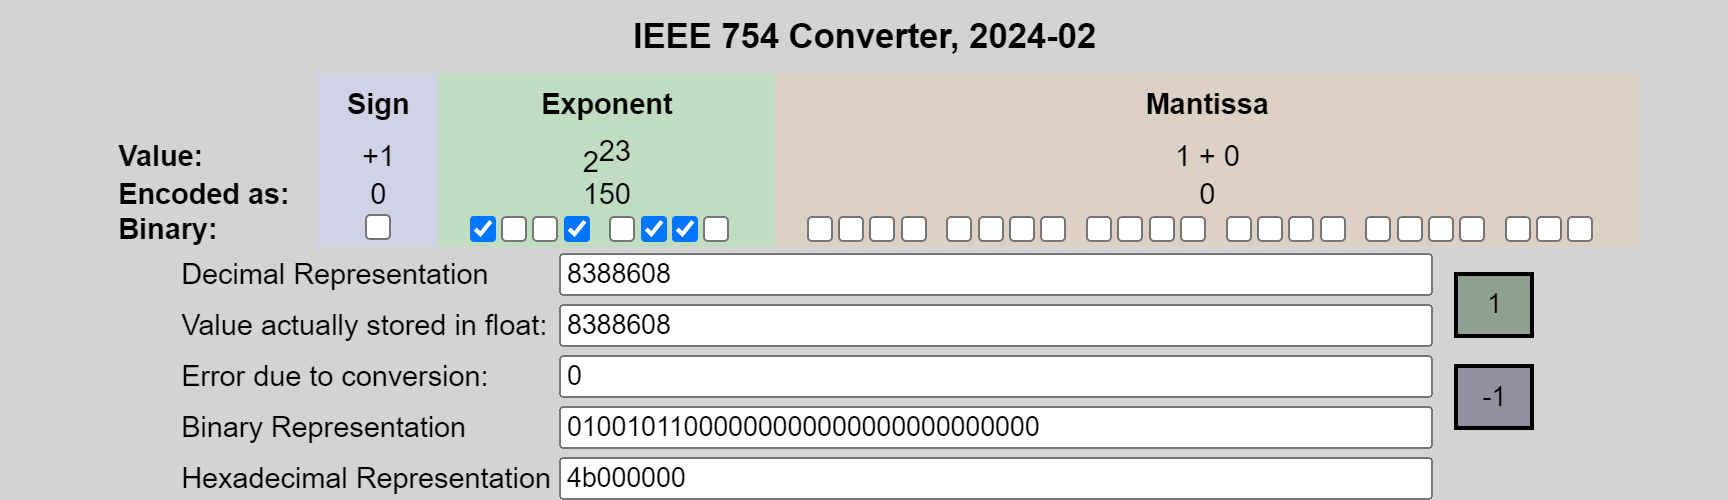 IEEE 754 Converter, 2024-02
Sign Exponent Mantissa
Value: +1 2^23 1 + 0
Encoded as: 0 150 0
Binary:
Decimal Representation 8388608
Value actually stored in float: 8388608
1
Error due to conversion: 0
-1
Binary Representation 01001011000000000000000000000000
Hexadecimal Representation 4b000000